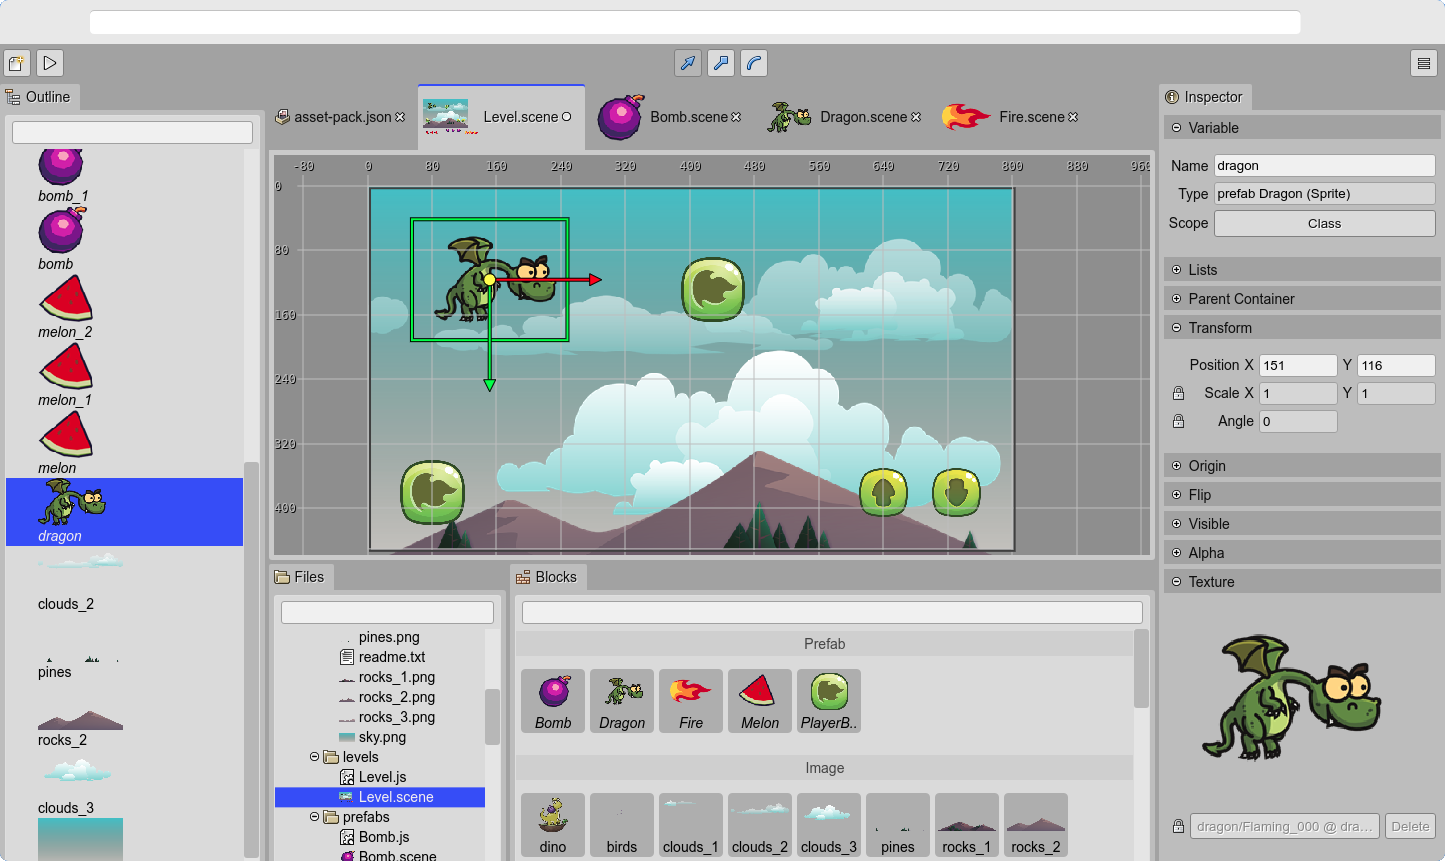 Outline
asset-pack.json
Level.scene
Bomb.scene
Dragon.scene
Fire.scene
Inspector
bomb_1
bomb
melon_2
melon_1
melon
dragon
clouds_2
pines
rocks_2
clouds_3
-80 0 80 160 240 320 400 480 560 640 720 800 880 960
0
80
160
240
320
400
Variable
Name dragon
Type prefab Dragon (Sprite)
Scope Class
Lists
Parent Container
Transform
Position X 151 Y 116
Scale X 1 Y 1
Angle 0
Origin
Flip
Visible
Alpha
Texture
dragon/Flaming_000 @ dra... Delete
Files
pines.png
readme.txt
rocks_1.png
rocks_2.png
rocks_3.png
sky.png
levels
Level.js
Level.scene
prefabs
Bomb.js
Bomb.scene
Blocks
Prefab
Bomb Dragon Fire Melon PlayerB..
Image
dino birds clouds_1 clouds_2 clouds_3 pines rocks_1 rocks_2